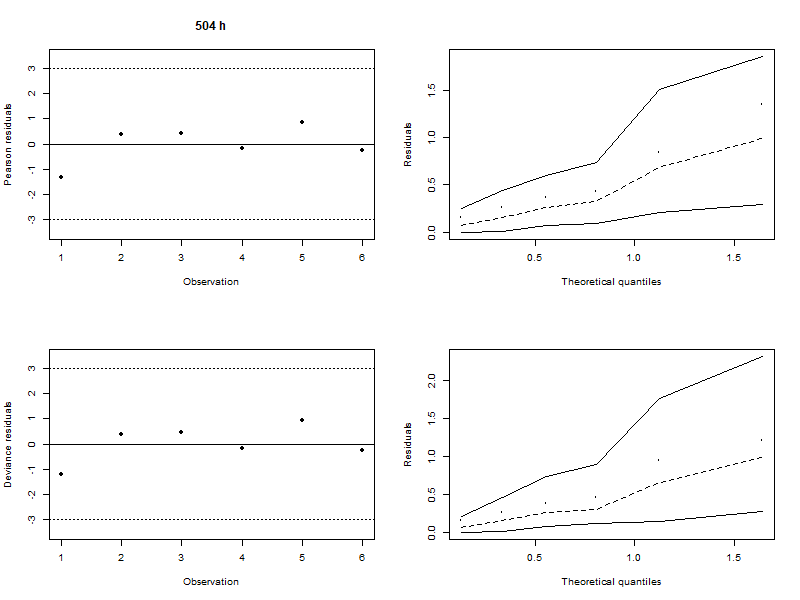 504 h
Pearson residuals
3
2
1
0
-1
-2
-3
1 2 3 4 5 6
Observation
Residuals
1.5
1.0
0.5
0.0
0.5 1.0 1.5
Theoretical quantiles
Deviance residuals
3
2
1
0
-1
-2
-3
1 2 3 4 5 6
Observation
Residuals
2.0
1.5
1.0
0.5
0.0
0.5 1.0 1.5
Theoretical quantiles